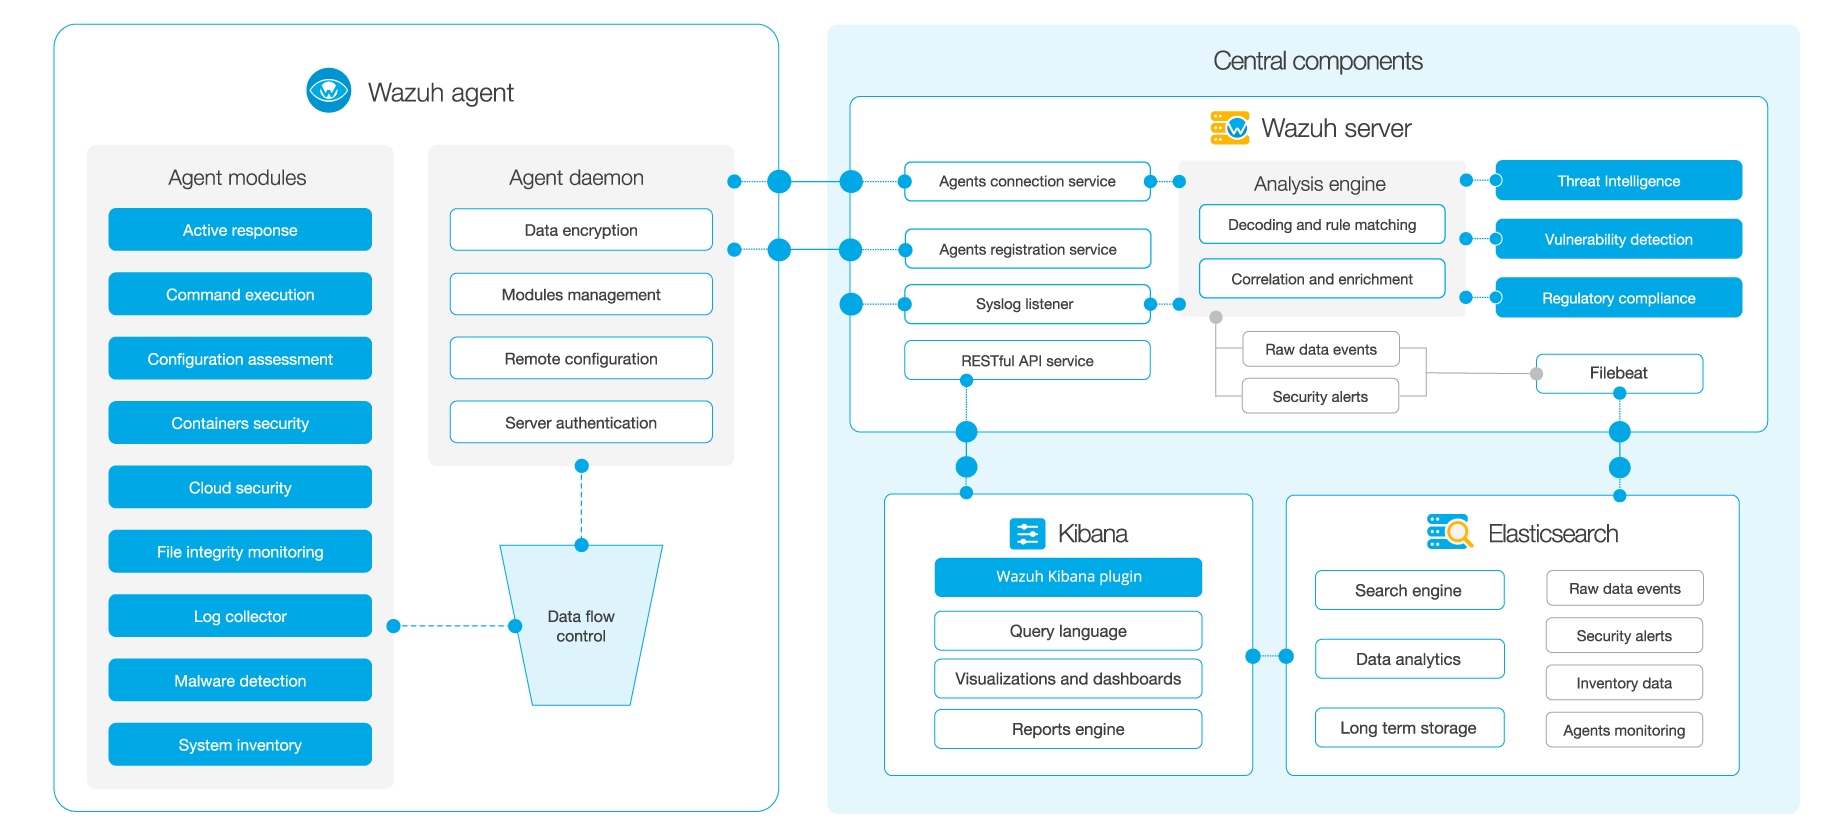 Wazuh agent
Agent modules
Active response
Command execution
Configuration assessment
Containers security
Cloud security
File integrity monitoring
Log collector
Malware detection
System inventory
Agent daemon
Data encryption
Modules management
Remote configuration
Server authentication
Data flow
control
Central components
W
Wazuh server
Agents connection service
Agents registration service
Syslog listener
RESTful API service
Analysis engine
Decoding and rule matching
Correlation and enrichment
Threat Intelligence
Vulnerability detection
Regulatory compliance
Raw data events
Security alerts
Filebeat
Kibana
Wazuh Kibana plugin
Query language
Visualizations and dashboards
Reports engine
Elasticsearch
Search engine
Data analytics
Long term storage
Raw data events
Security alerts
Inventory data
Agents monitoring